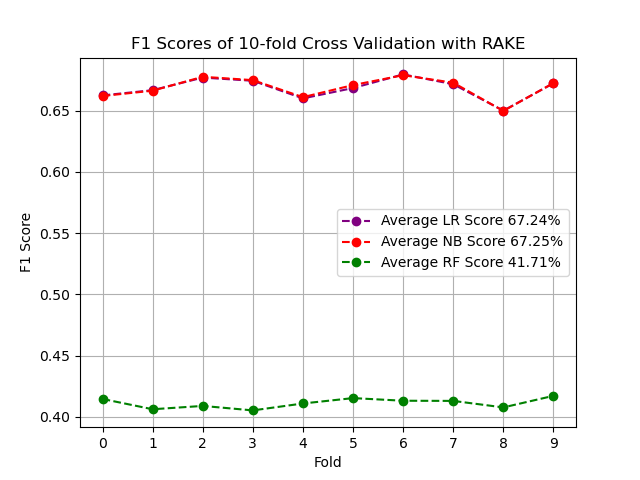 F1 Scores of 10-fold Cross Validation with RAKE
0.65
0.60
0.55
0.50
0.45
0.40
F1 Score
Average LR Score 67.24%
Average NB Score 67.25%
Average RF Score 41.71%
0 1 2 3 4 5 6 7 8 9
Fold